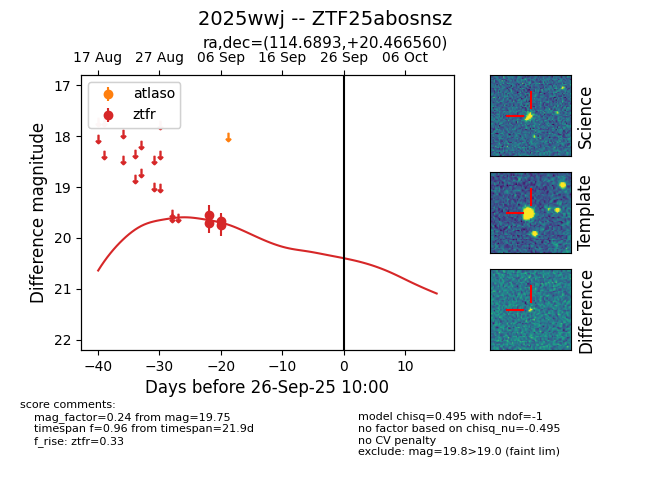 2025wwj -- ZTF25abosnsz
ra,dec=(114.6893,+20.466560)
17 Aug 27 Aug 06 Sep 16 Sep 26 Sep 06 Oct
atlaso
ztfr
17
18
19
20
21
22
Difference magnitude
−40 −30 −20 −10 0 10
Days before 26-Sep-25 10:00
Science
Template
Difference
score comments:
mag_factor=0.24 from mag=19.75
timespan f=0.96 from timespan=21.9d
f_rise: ztfr=0.33
model chisq=0.495 with ndof=-1
no factor based on chisq_nu=-0.495
no CV penalty
exclude: mag=19.8>19.0 (faint lim)